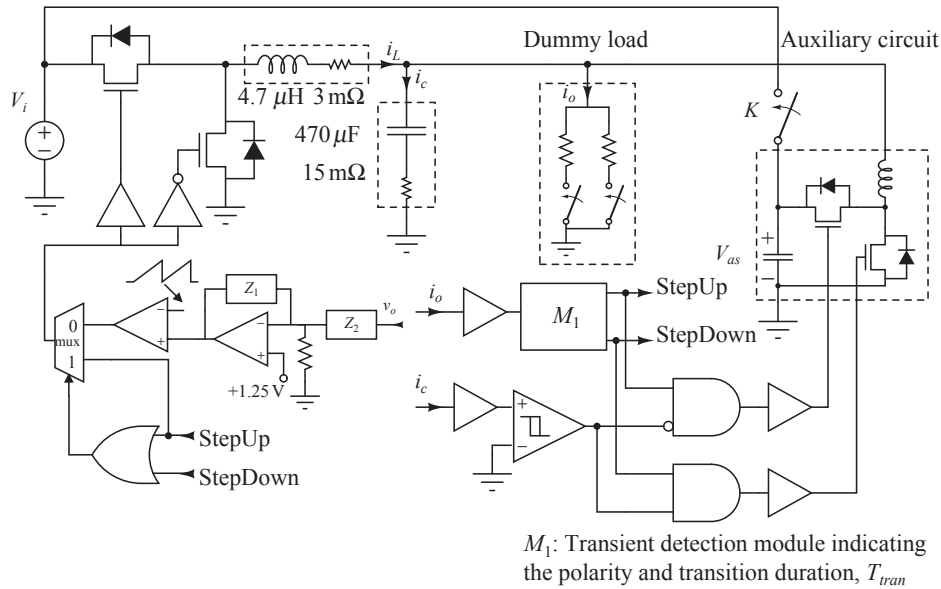 Dummy load
Auxiliary circuit
i_L
V_i
4.7 μH 3 mΩ
i_c
i_o
K
470 μF
15 mΩ
V_as
+
−
Z_1
Z_2
v_o
i_o
M_1
StepUp
StepDown
0
mux
1
−
+
−
+
+1.25 V
i_c
+
−
StepUp
StepDown
M_1: Transient detection module indicating
the polarity and transition duration, T_tran